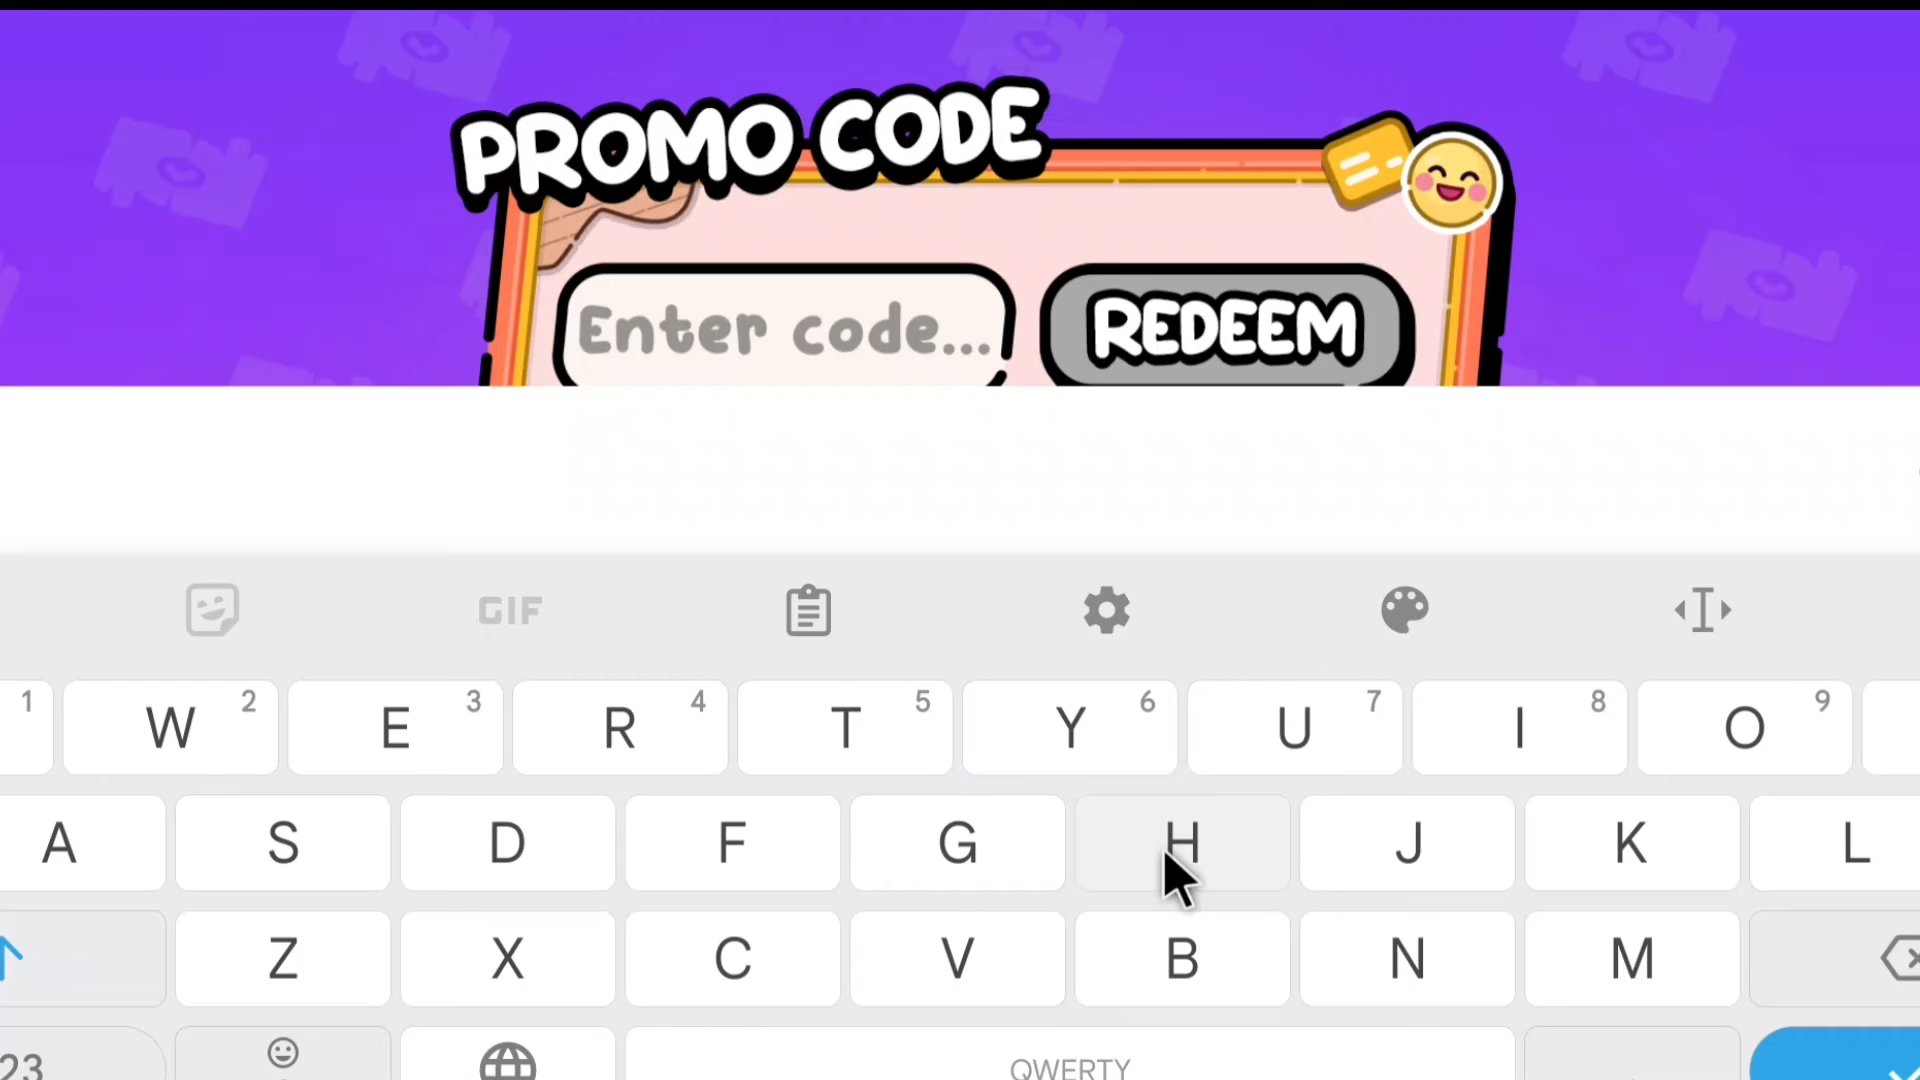 PROMO CODE
Enter code...
REDEEM
GIF
1 W 2 E 3 R 4 T 5 Y 6 U 7 I 8 O 9
A S D F G H J K L
Z X C V B N M
23 QWERTY